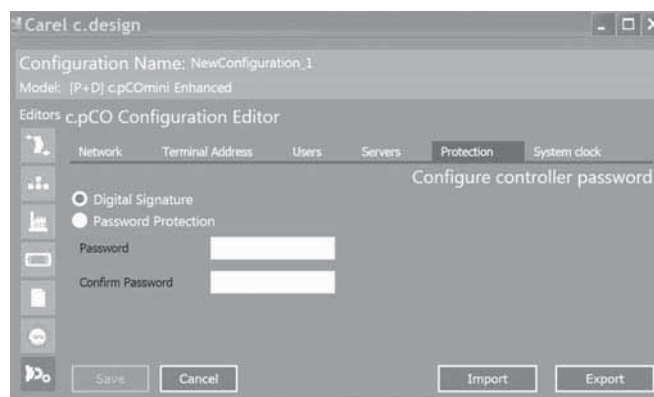 Carel c.design
Configuration Name: NewConfiguration_1
Model: [P+D] c.pCOmini Enhanced
Editors c.pCO Configuration Editor
Network Terminal Address Users Servers Protection System clock
Configure controller password
Digital Signature
Password Protection
Password
Confirm Password
Save Cancel Import Export